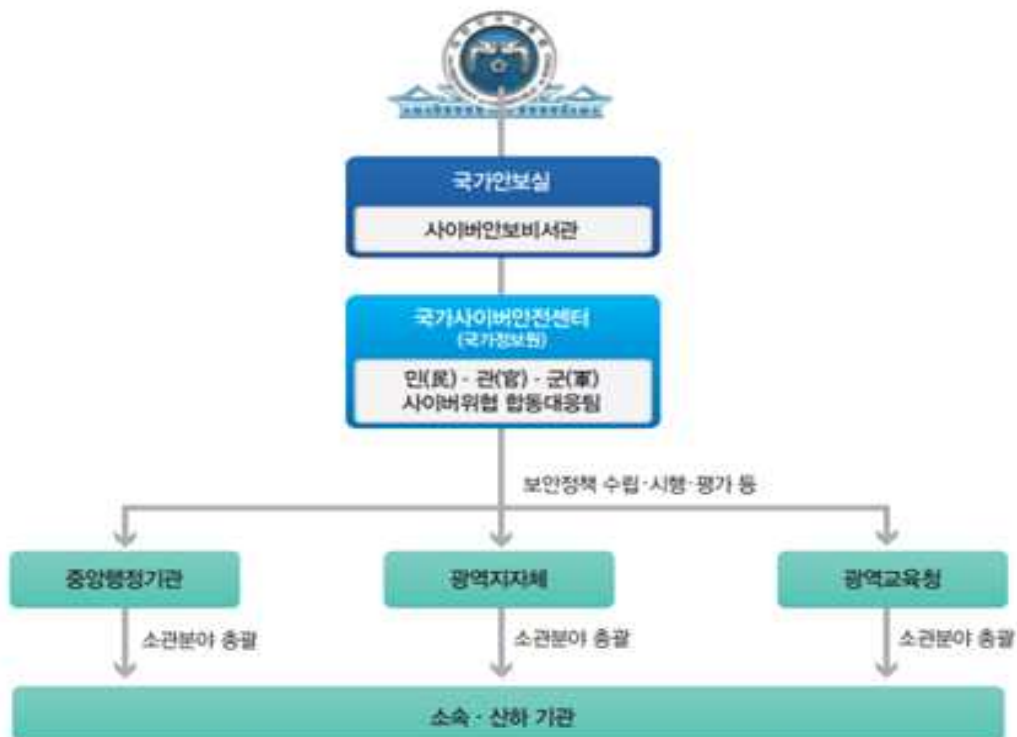 국가안보실
사이버안보비서관
국가사이버안전센터
(국가정보원)
민(民) · 관(官) · 군(軍)
사이버위협 합동대응팀
보안정책 수립·시행·평가 등
중앙행정기관
광역지자체
광역교육청
소관분야 총괄
소관분야 총괄
소관분야 총괄
소속 · 산하 기관